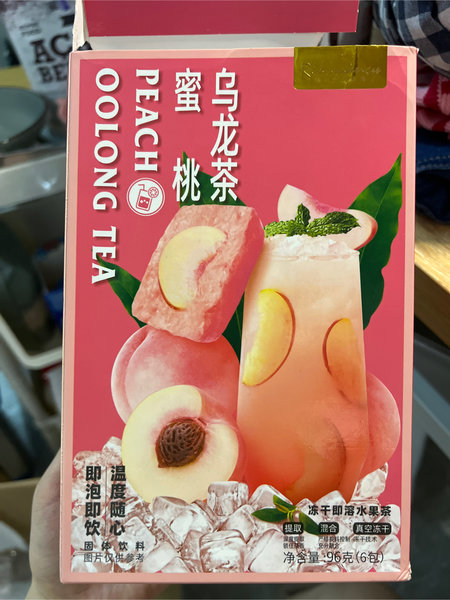 AC
BE
PEACH
OOLONG TEA
蜜桃
乌龙茶
温度随心
即泡即饮
固体饮料
图片仅供参考
冻干即溶水果茶
提取 混合 真空冻干
净含量:96克(6包)